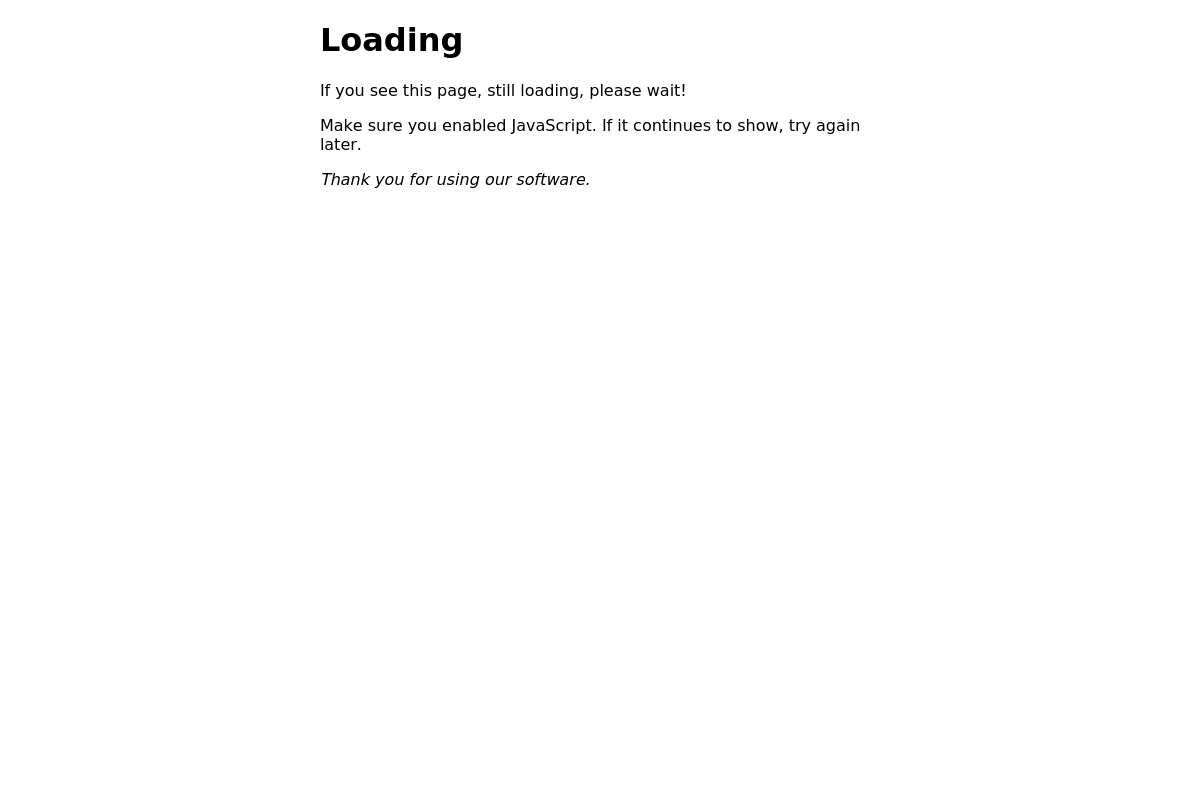 Loading
If you see this page, still loading, please wait!
Make sure you enabled JavaScript. If it continues to show, try again
later.
Thank you for using our software.